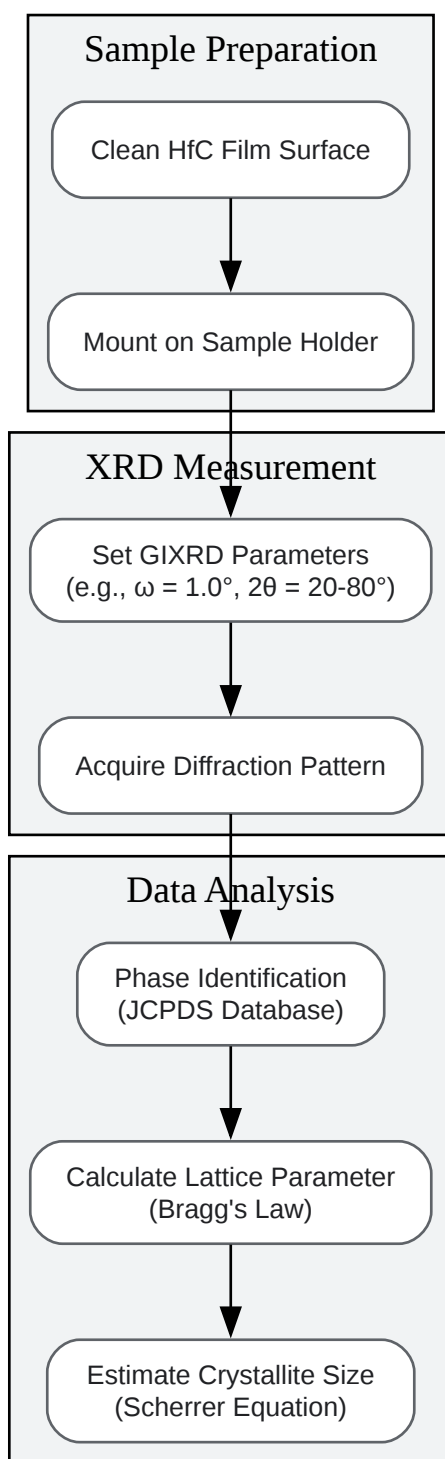 Sample Preparation
Clean HfC Film Surface
Mount on Sample Holder
XRD Measurement
Set GIXRD Parameters
(e.g., ω = 1.0°, 2θ = 20-80°)
Acquire Diffraction Pattern
Data Analysis
Phase Identification
(JCPDS Database)
Calculate Lattice Parameter
(Bragg's Law)
Estimate Crystallite Size
(Scherrer Equation)